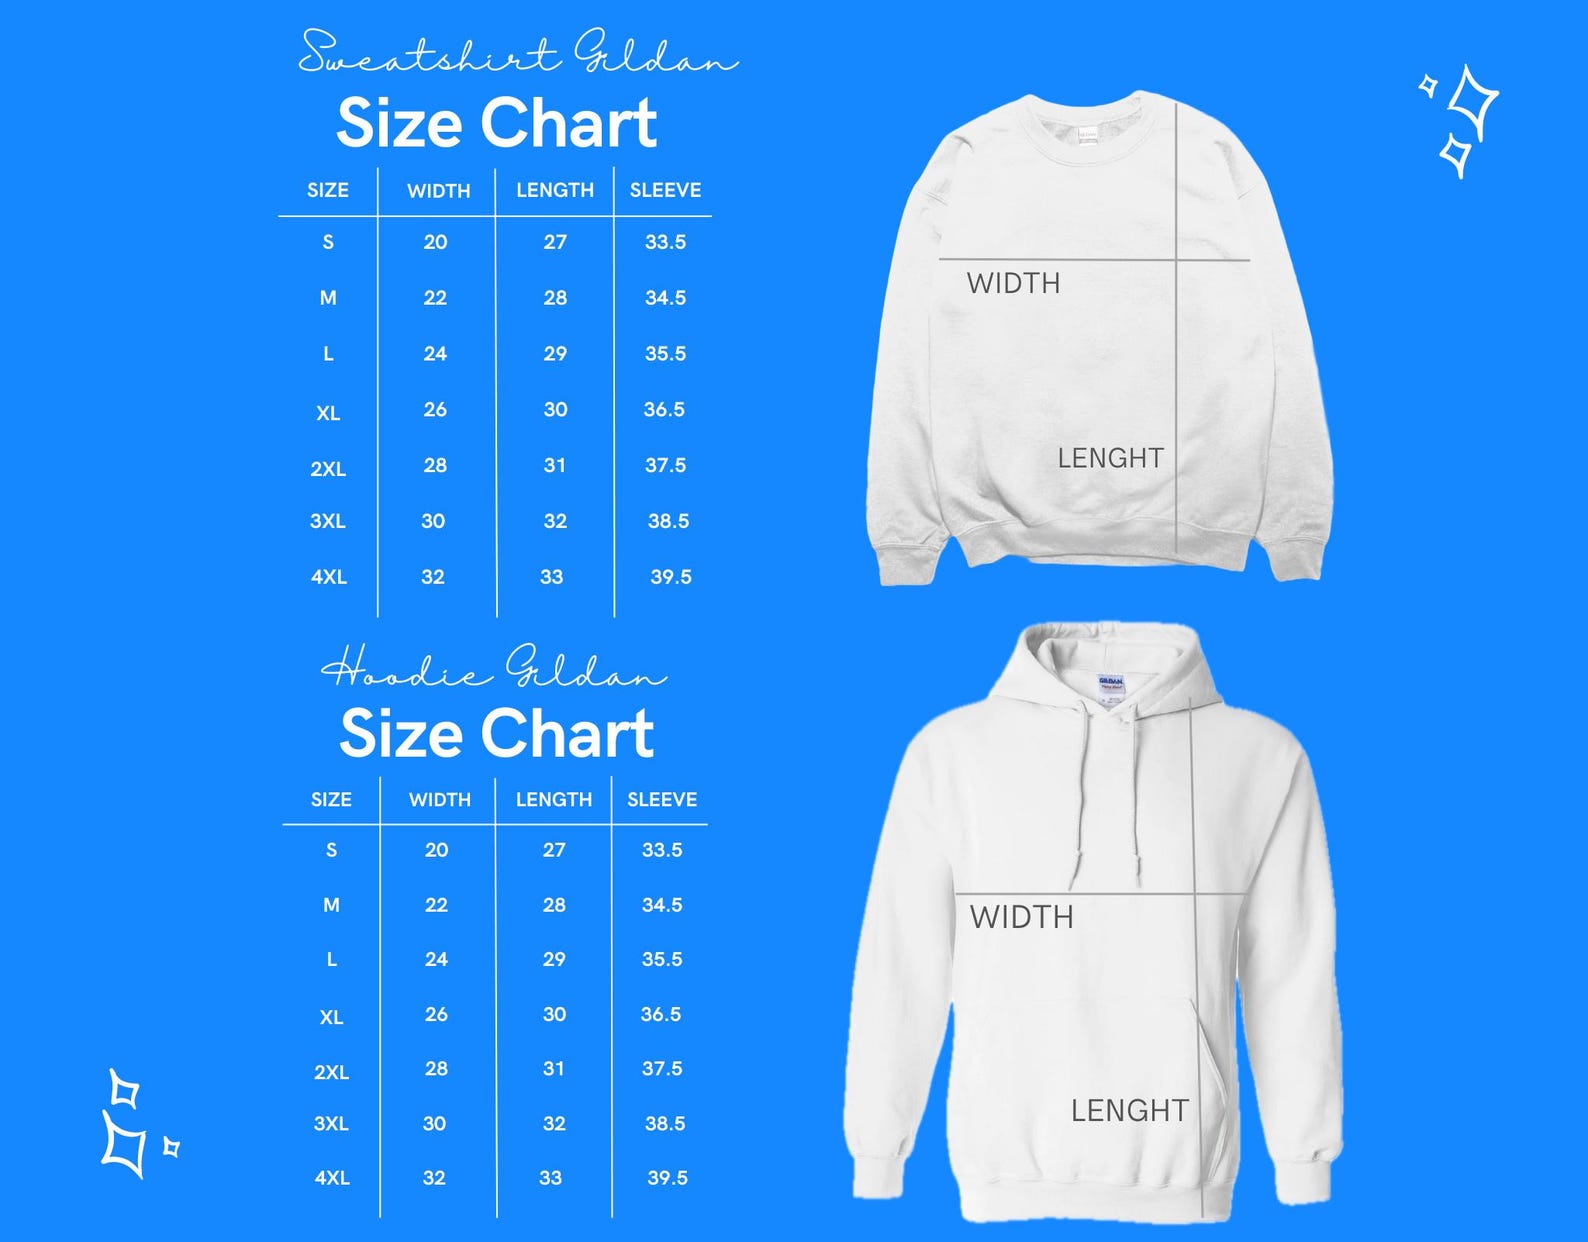 Sweatshirt Gildan
Size Chart
SIZE WIDTH LENGTH SLEEVE
S 20 27 33.5
M 22 28 34.5
L 24 29 35.5
XL 26 30 36.5
2XL 28 31 37.5
3XL 30 32 38.5
4XL 32 33 39.5
WIDTH
LENGHT
Hoodie Gildan
Size Chart
SIZE WIDTH LENGTH SLEEVE
S 20 27 33.5
M 22 28 34.5
L 24 29 35.5
XL 26 30 36.5
2XL 28 31 37.5
3XL 30 32 38.5
4XL 32 33 39.5
GILDAN
WIDTH
LENGHT